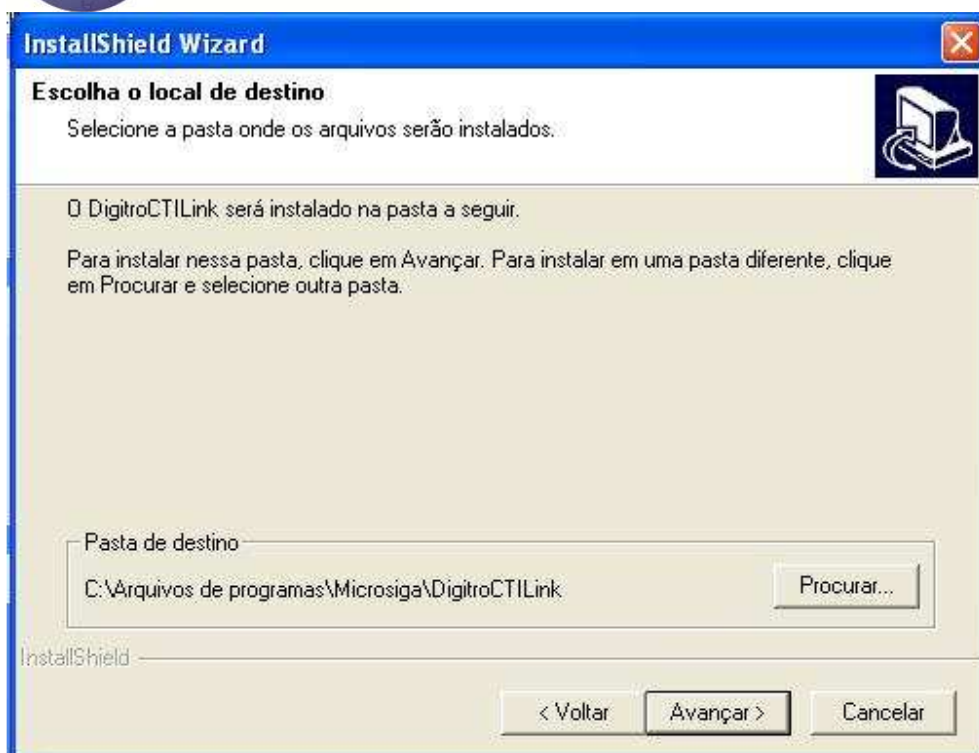 InstallShield Wizard
Escolha o local de destino
Selecione a pasta onde os arquivos serão instalados.
O DigitroCTILink será instalado na pasta a seguir.
Para instalar nessa pasta, clique em Avançar. Para instalar em uma pasta diferente, clique
em Procurar e selecione outra pasta.
Pasta de destino
C:\Arquivos de programas\Microsiga\DigitroCTILink
Procurar...
InstallShield
< Voltar
Avançar >
Cancelar